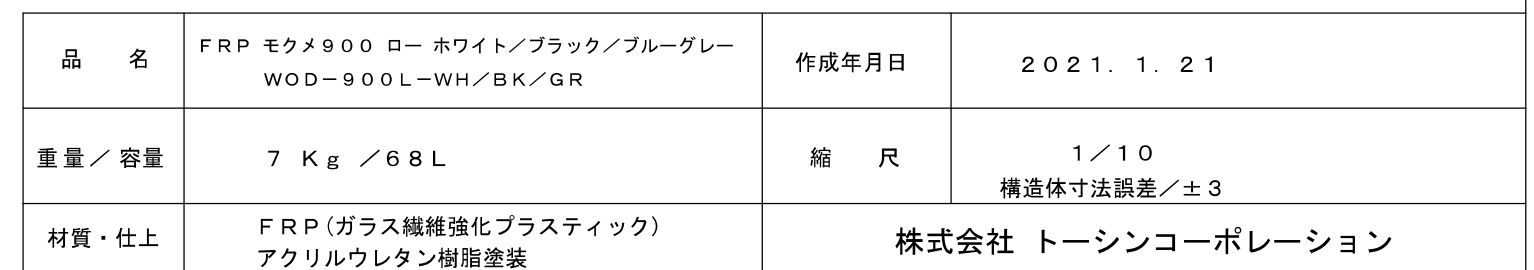 品　名
ＦＲＰ モクメ９００ ロー ホワイト／ブラック／ブルーグレー
ＷＯＤ－９００Ｌ－ＷＨ／ＢＫ／ＧＲ
作成年月日
２０２１．１．２１
重量／容量
７ Ｋｇ ／６８Ｌ
縮　尺
１／１０
構造体寸法誤差／±３
材質・仕上
ＦＲＰ（ガラス繊維強化プラスティック）
アクリルウレタン樹脂塗装
株式会社 トーシンコーポレーション